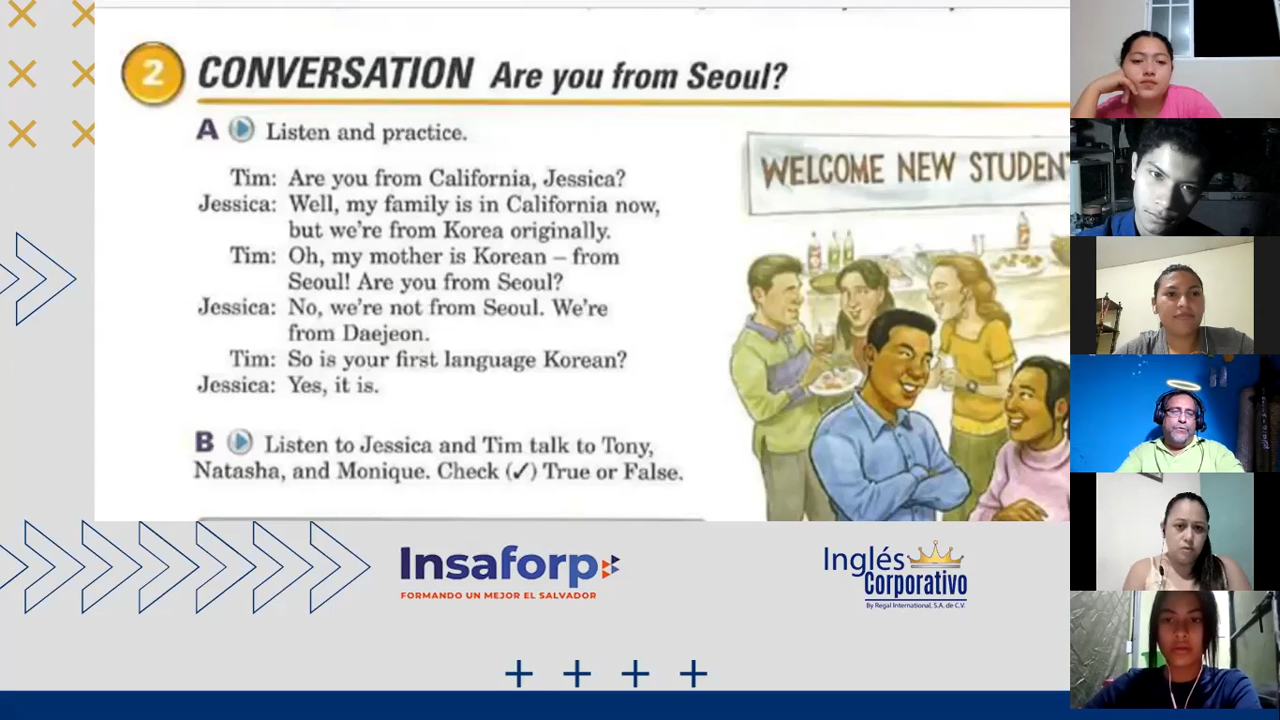 2 CONVERSATION Are you from Seoul?
A Listen and practice.
Tim: Are you from California, Jessica?
Jessica: Well, my family is in California now,
but we're from Korea originally.
Tim: Oh, my mother is Korean – from
Seoul! Are you from Seoul?
Jessica: No, we're not from Seoul. We're
from Daejeon.
Tim: So is your first language Korean?
Jessica: Yes, it is.
B Listen to Jessica and Tim talk to Tony,
Natasha, and Monique. Check (✓) True or False.
WELCOME NEW STUDENT
Insaforp
FORMANDO UN MEJOR EL SALVADOR
Inglés
Corporativo
By Regal International, S.A. de C.V.